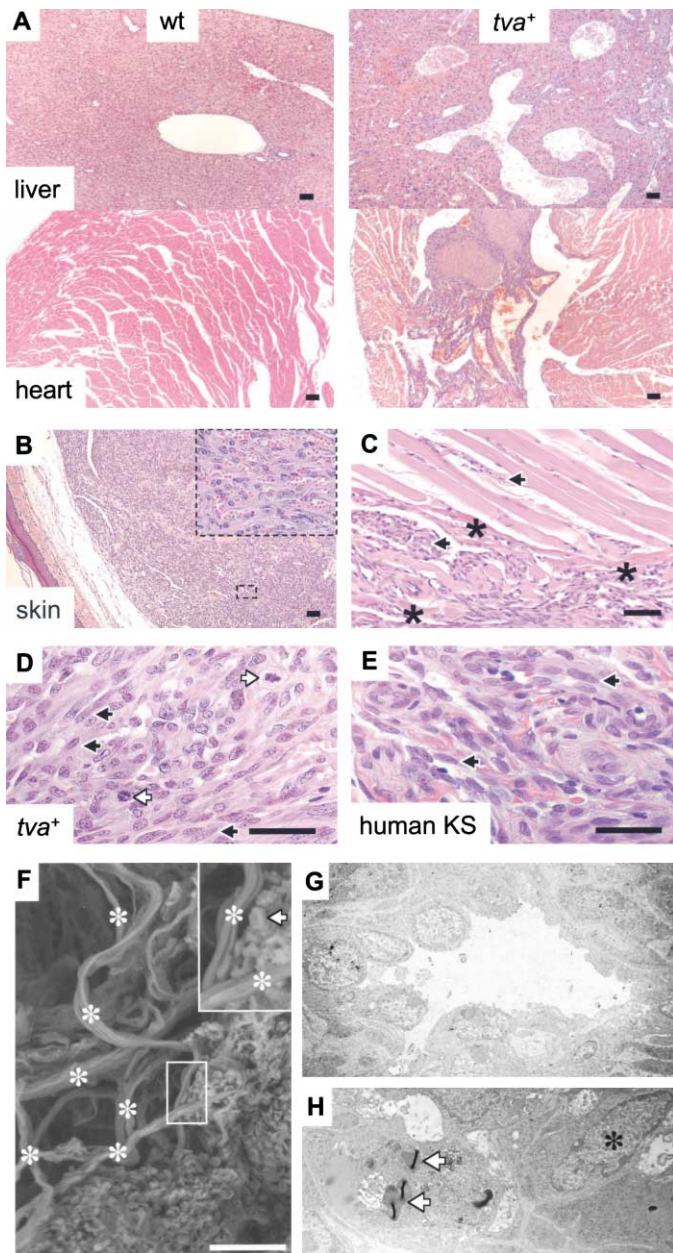 A wt tva+
liver
heart
B C
skin
D E
tva+ human KS
F G
H